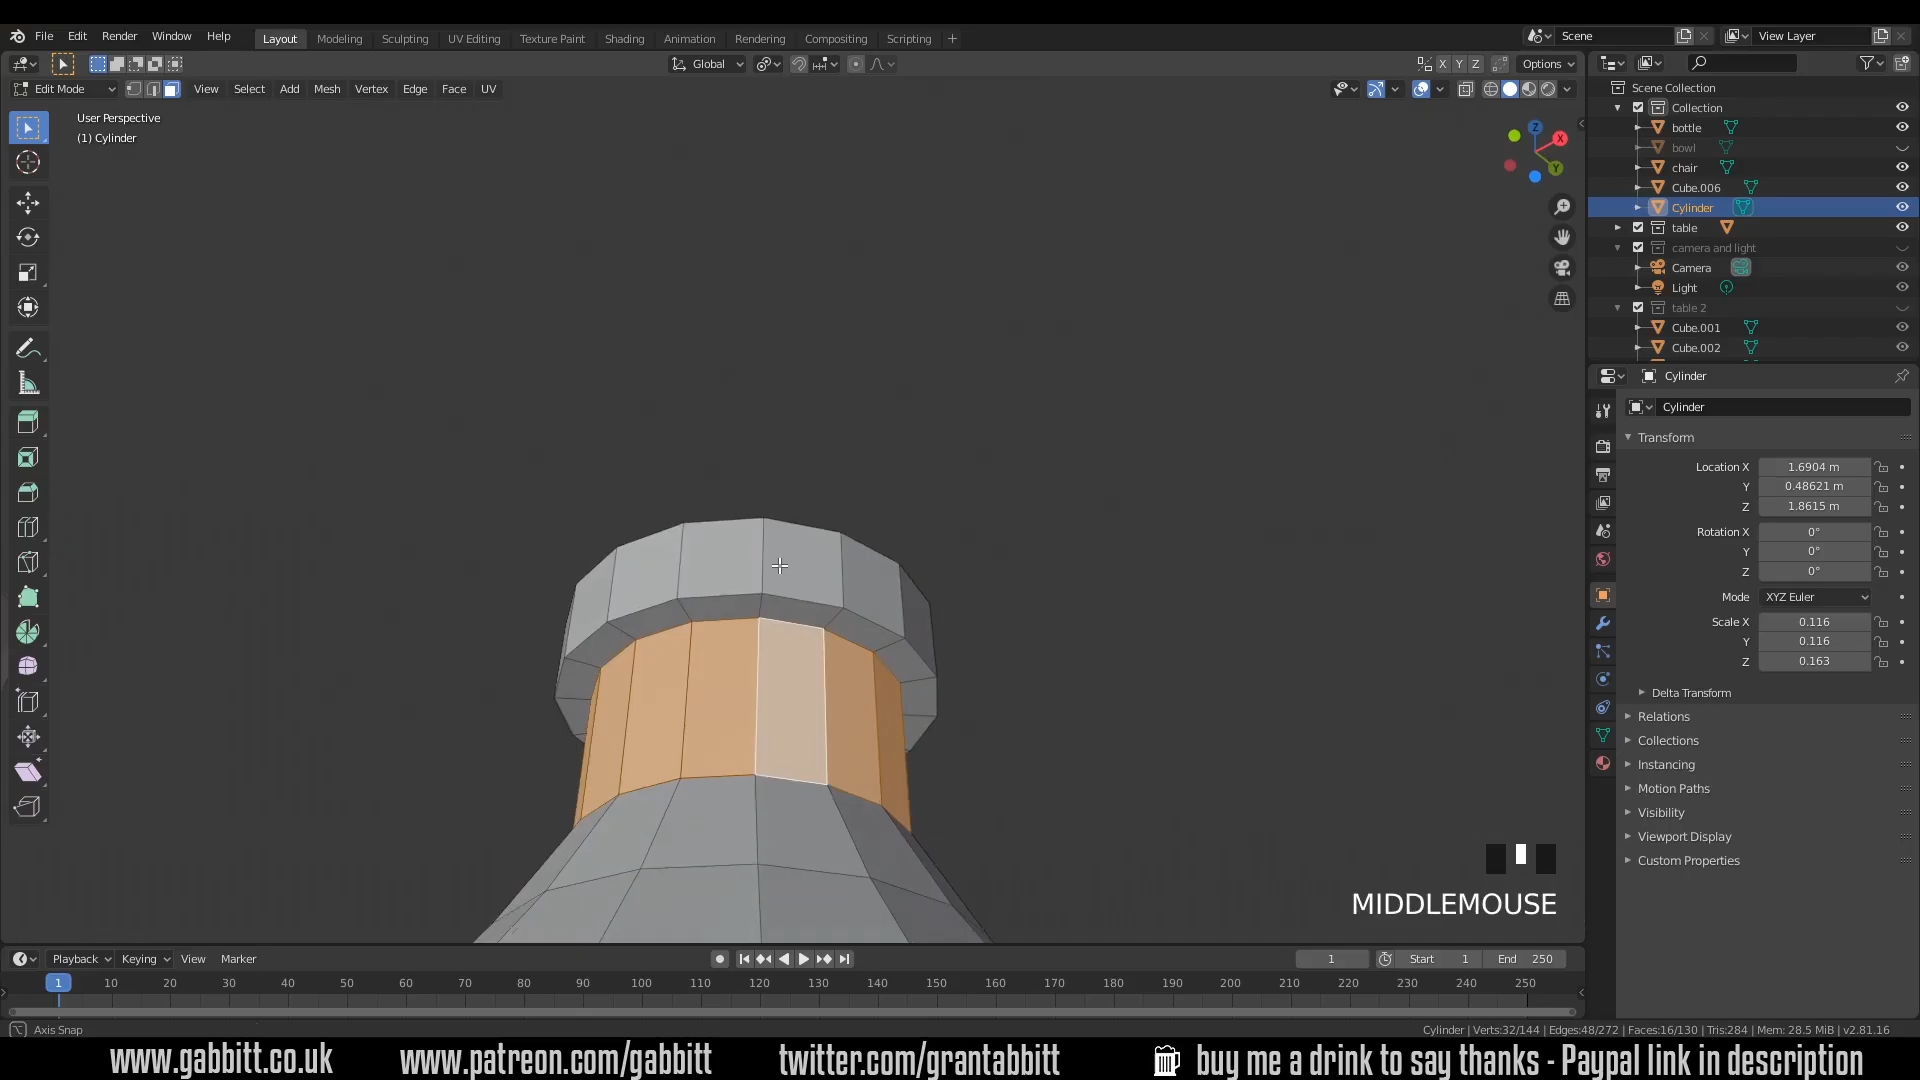 File Edit Render Window Help Layout Modeling Sculpting UV Editing Texture Paint Shading Animation Rendering Compositing Scripting + Scene View Layer
Global X Y Z Options
Edit Mode View Select Add Mesh Vertex Edge Face UV
User Perspective
(1) Cylinder
Z X Y
Scene Collection
Collection
bottle
bowl
chair
Cube.006
Cylinder
table
camera and light
Camera
Light
table 2
Cube.001
Cube.002
Cylinder
Cylinder
Transform
Location X 1.6904 m
Y 0.48621 m
Z 1.8615 m
Rotation X 0°
Y 0°
Z 0°
Mode XYZ Euler
Scale X 0.116
Y 0.116
Z 0.163
Delta Transform
Relations
Collections
Instancing
Motion Paths
Visibility
Viewport Display
Custom Properties
MIDDLEMOUSE
Playback Keying View Marker 1 Start 1 End 250
1 10 20 30 40 50 60 70 80 90 100 110 120 130 140 150 160 170 180 190 200 210 220 230 240 250
Axis Snap Cylinder | Verts:32/144 | Edges:48/272 | Faces:16/130 | Tris:284 | Mem: 28.5 MiB | v2.81.16
www.gabbitt.co.uk www.patreon.com/gabbitt twitter.com/grantabbitt buy me a drink to say thanks - Paypal link in description